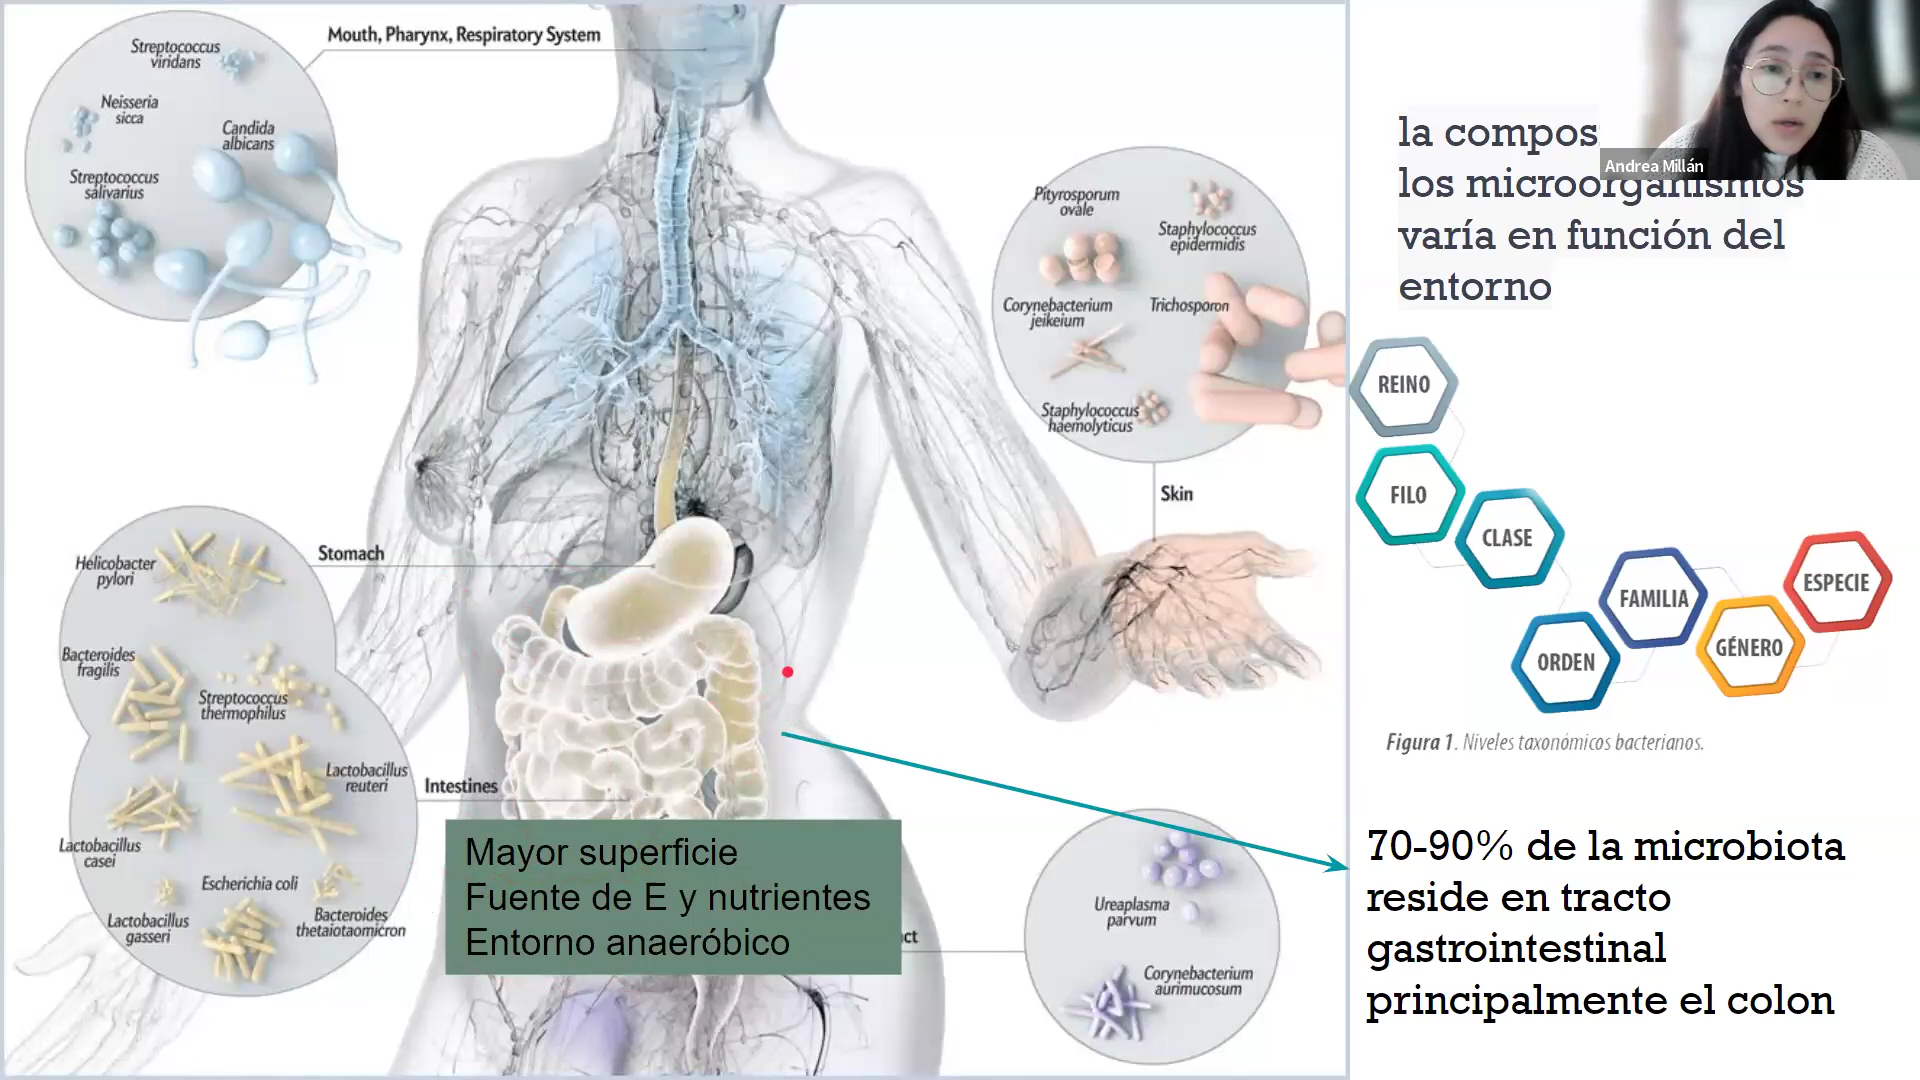 Mouth, Pharynx, Respiratory System
Streptococcus
viridans
Neisseria
sicca
Candida
albicans
Streptococcus
salivarius
Pityrosporum
ovale
Staphylococcus
epidermidis
Corynebacterium
jeikeium
Trichosporon
Staphylococcus
haemolyticus
Skin
Stomach
Helicobacter
pylori
Bacteroides
fragilis
Streptococcus
thermophilus
Lactobacillus
reuteri
Intestines
Lactobacillus
casei
Escherichia coli
Lactobacillus
gasseri
Bacteroides
thetaiotaomicron
Mayor superficie
Fuente de E y nutrientes
Entorno anaeróbico
Ureaplasma
parvum
Corynebacterium
aurimucosum
Andrea Millán
la
los microorganismos
varía en función del
entorno
REINO
FILO
CLASE
ORDEN
FAMILIA
GÉNERO
ESPECIE
Figura 1. Niveles taxonómicos bacterianos.
70-90% de la microbiota
reside en tracto
gastrointestinal
principalmente el colon